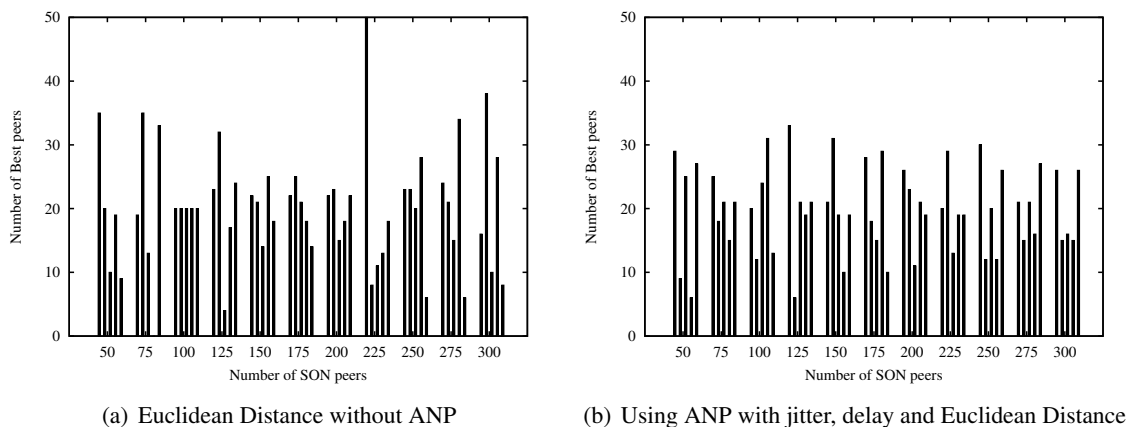 50
40
30
20
10
0
Number of Best peers
50 75 100 125 150 175 200 225 250 275 300
Number of SON peers
(a) Euclidean Distance without ANP
50
40
30
20
10
0
Number of Best peers
50 75 100 125 150 175 200 225 250 275 300
Number of SON peers
(b) Using ANP with jitter, delay and Euclidean Distance